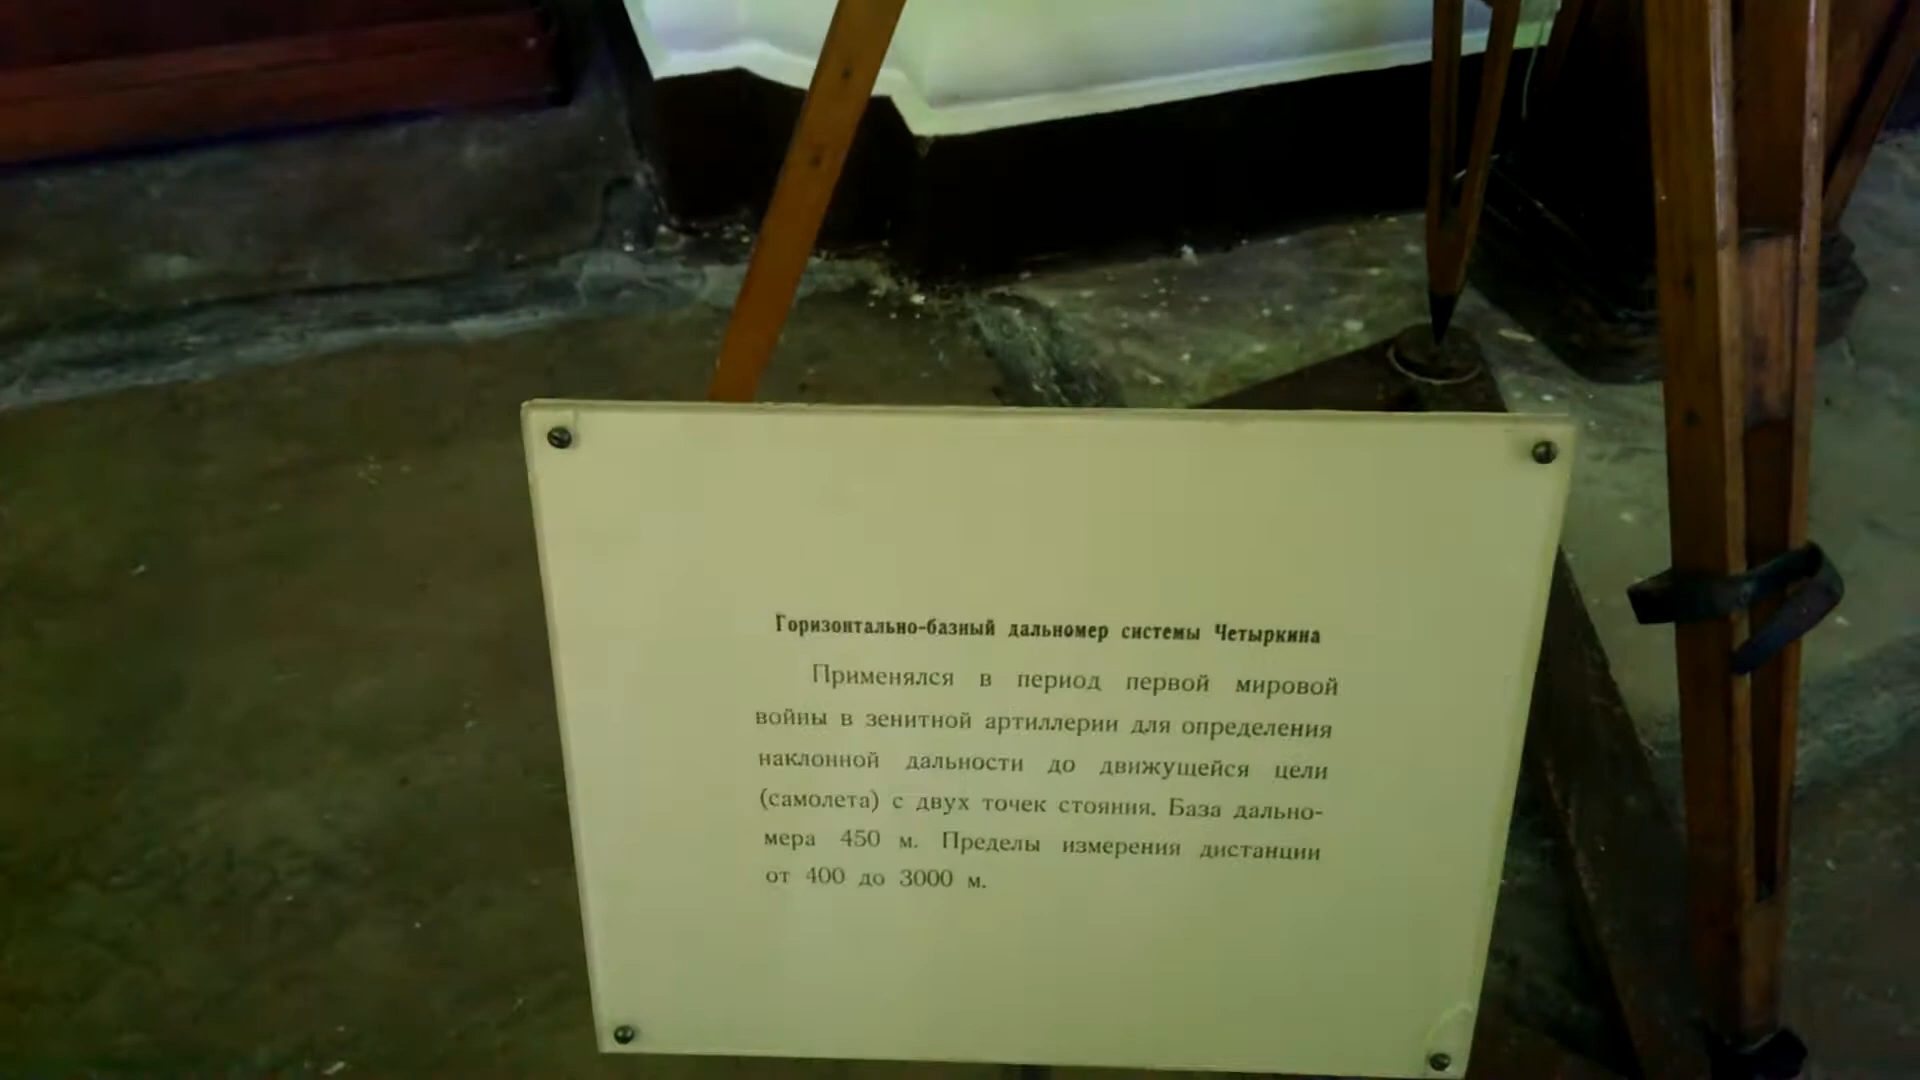 Горизонтально-базный дальномер системы Четыркина
Применялся в период первой мировой
войны в зенитной артиллерии для определения
наклонной дальности до движущейся цели
(самолета) с двух точек стояния. База дально-
мера 450 м. Пределы измерения дистанции
от 400 до 3000 м.